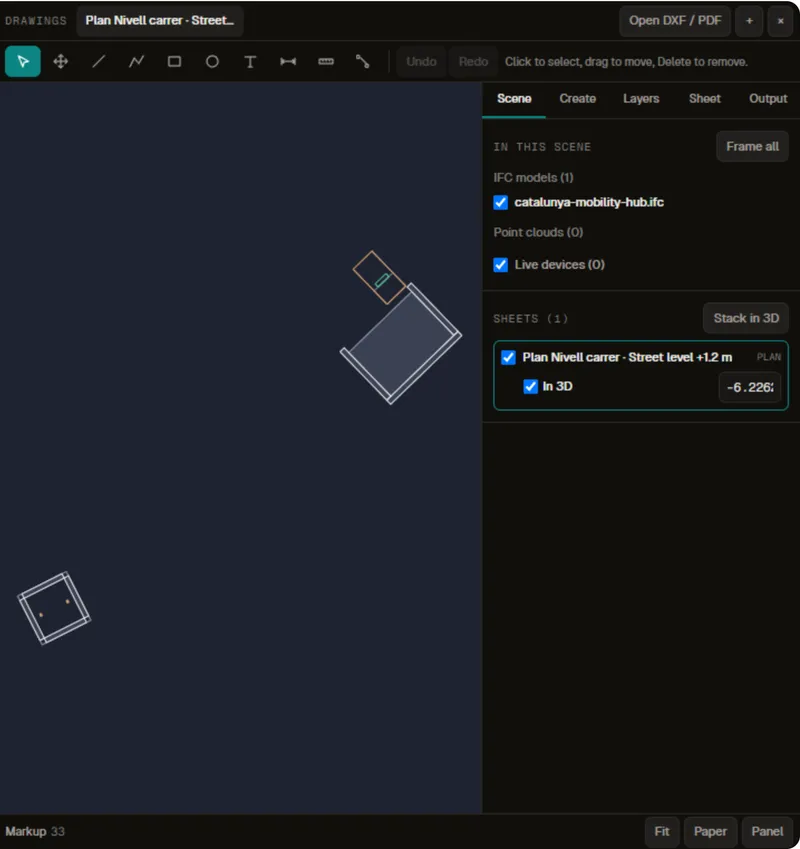 DRAWINGS Plan Nivell carrer · Street… Open DXF / PDF + ×
T Undo Redo Click to select, drag to move, Delete to remove.
Scene Create Layers Sheet Output
IN THIS SCENE Frame all
IFC models (1)
catalunya-mobility-hub.ifc
Point clouds (0)
Live devices (0)
SHEETS (1) Stack in 3D
Plan Nivell carrer · Street level +1.2 m PLAN
In 3D -6.226
Markup 33 Fit Paper Panel